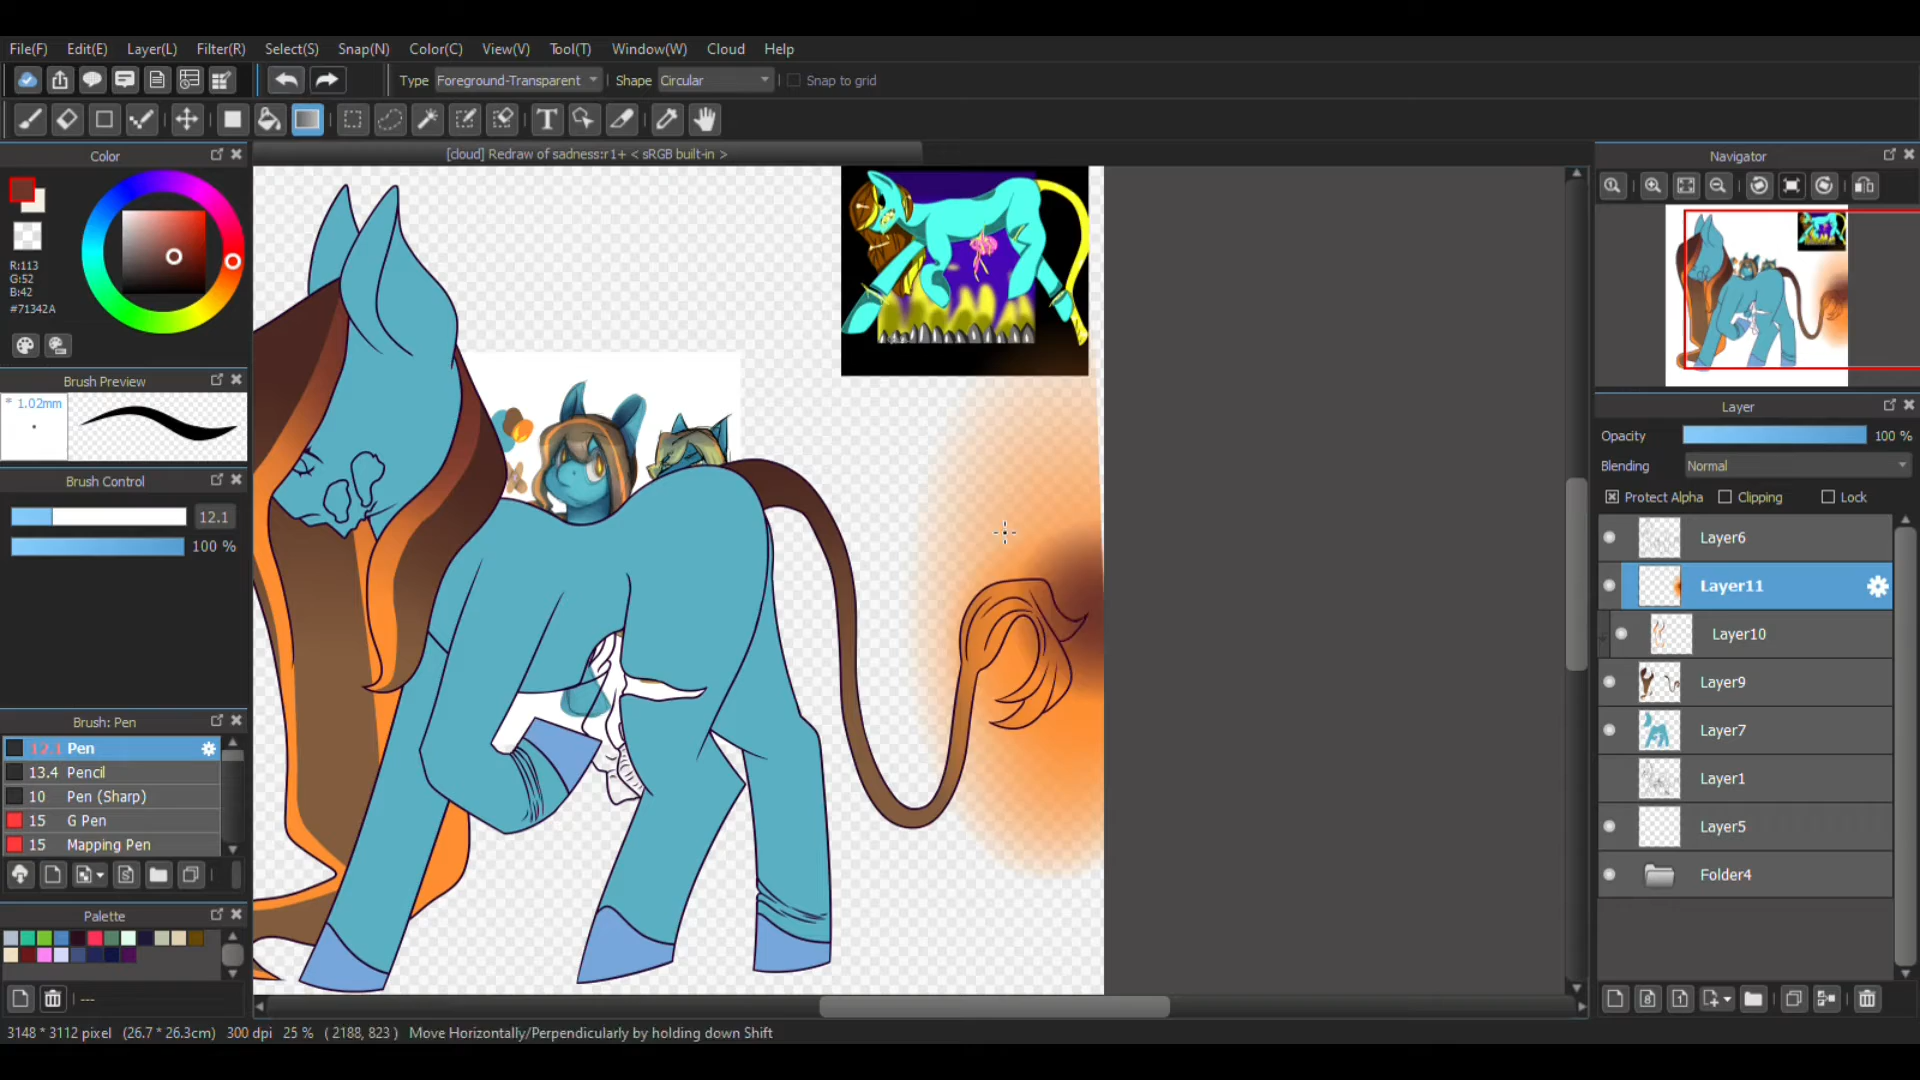 File(F) Edit(E) Layer(L) Filter(R) Select(S) Snap(N) Color(C) View(V) Tool(T) Window(W) Cloud Help
Type Foreground-Transparent Shape Circular Snap to grid
T
[cloud] Redraw of sadness:r1+ < sRGB built-in >
Color
R:113
G:52
B:42
#71342A
Brush Preview
* 1.02mm
Brush Control
12.1
100 %
Brush: Pen
12.1 Pen
13.4 Pencil
10 Pen (Sharp)
15 G Pen
15 Mapping Pen
Palette
---
Navigator
Layer
Opacity 100 %
Blending Normal
Protect Alpha Clipping Lock
Layer6
Layer11
Layer10
Layer9
Layer7
Layer1
Layer5
Folder4
3148 * 3112 pixel (26.7 * 26.3cm) 300 dpi 25 % ( 2188, 823 ) Move Horizontally/Perpendicularly by holding down Shift